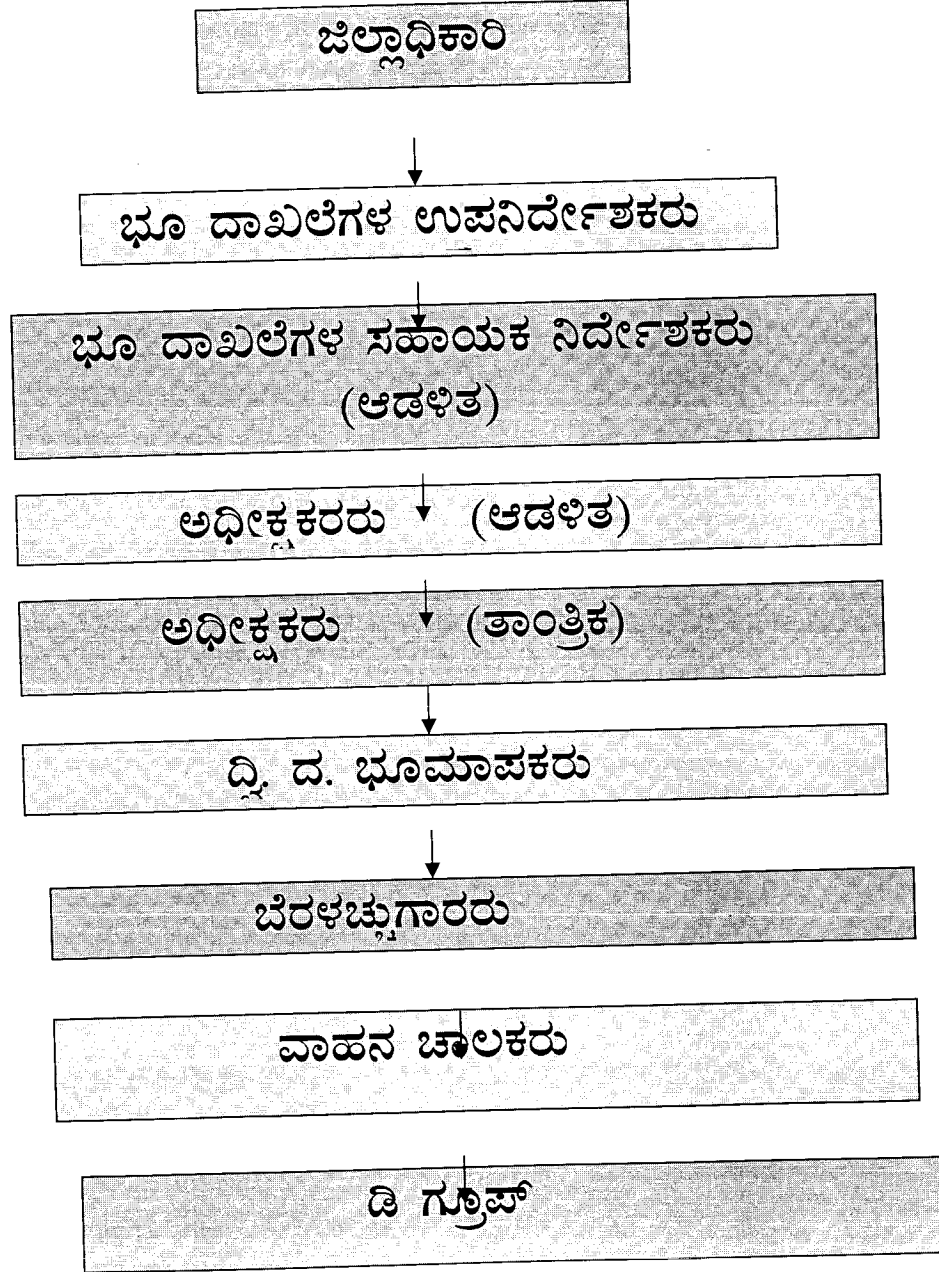 ಜಿಲ್ಲಾಧಿಕಾರಿ
ಭೂ ದಾಖಲೆಗಳ ಉಪನಿರ್ದೇಶಕರು
ಭೂ ದಾಖಲೆಗಳ ಸಹಾಯಕ ನಿರ್ದೇಶಕರು
(ಆಡಳಿತ)
ಅಧೀಕ್ಷಕರರು (ಆಡಳಿತ)
ಅಧೀಕ್ಷಕರು (ತಾಂತ್ರಿಕ)
ದ್ವಿ. ದ. ಭೂಮಾಪಕರು
ಬೆರಳಚ್ಚುಗಾರರು
ವಾಹನ ಚಾಲಕರು
ಡಿ ಗ್ರೂಪ್